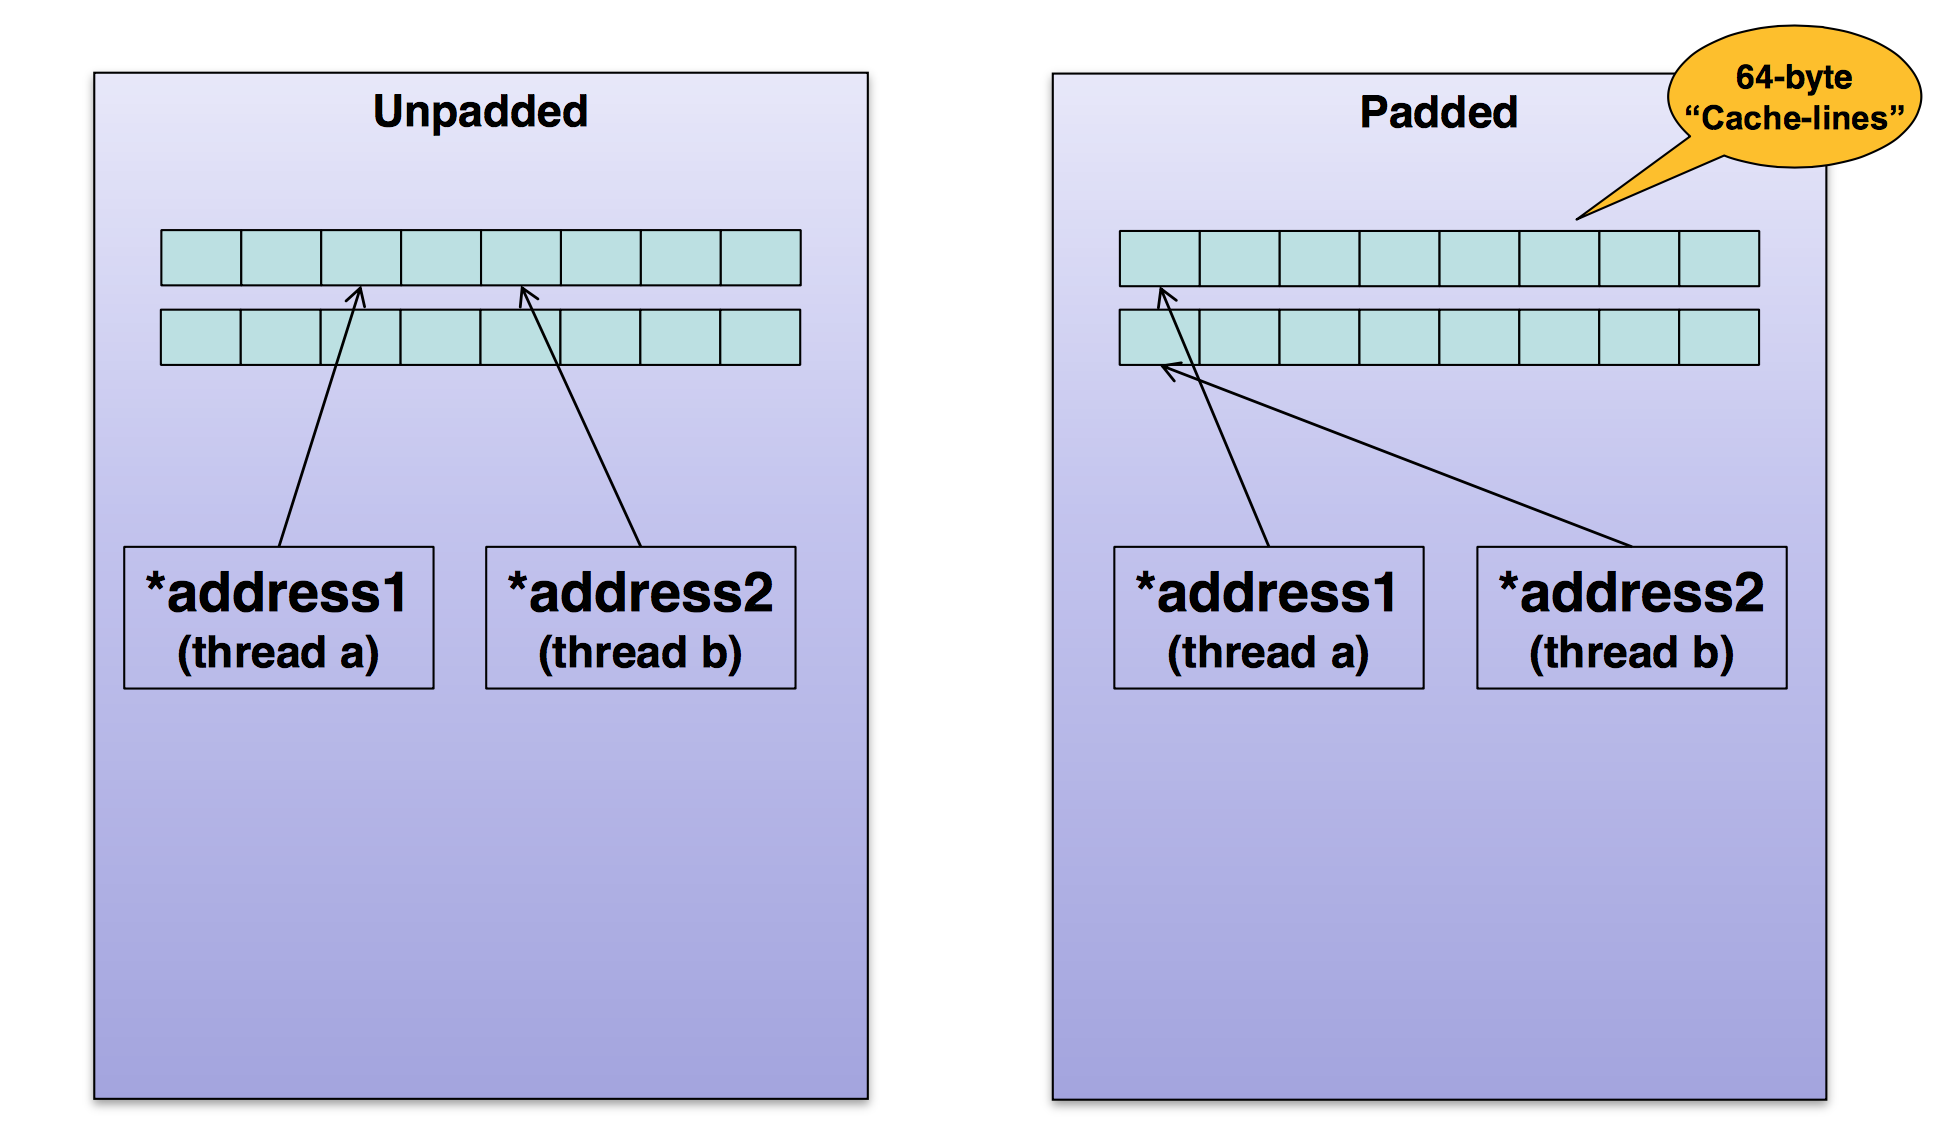 Unpadded
*address1
(thread a)
*address2
(thread b)
Padded
64-byte
“Cache-lines”
*address1
(thread a)
*address2
(thread b)